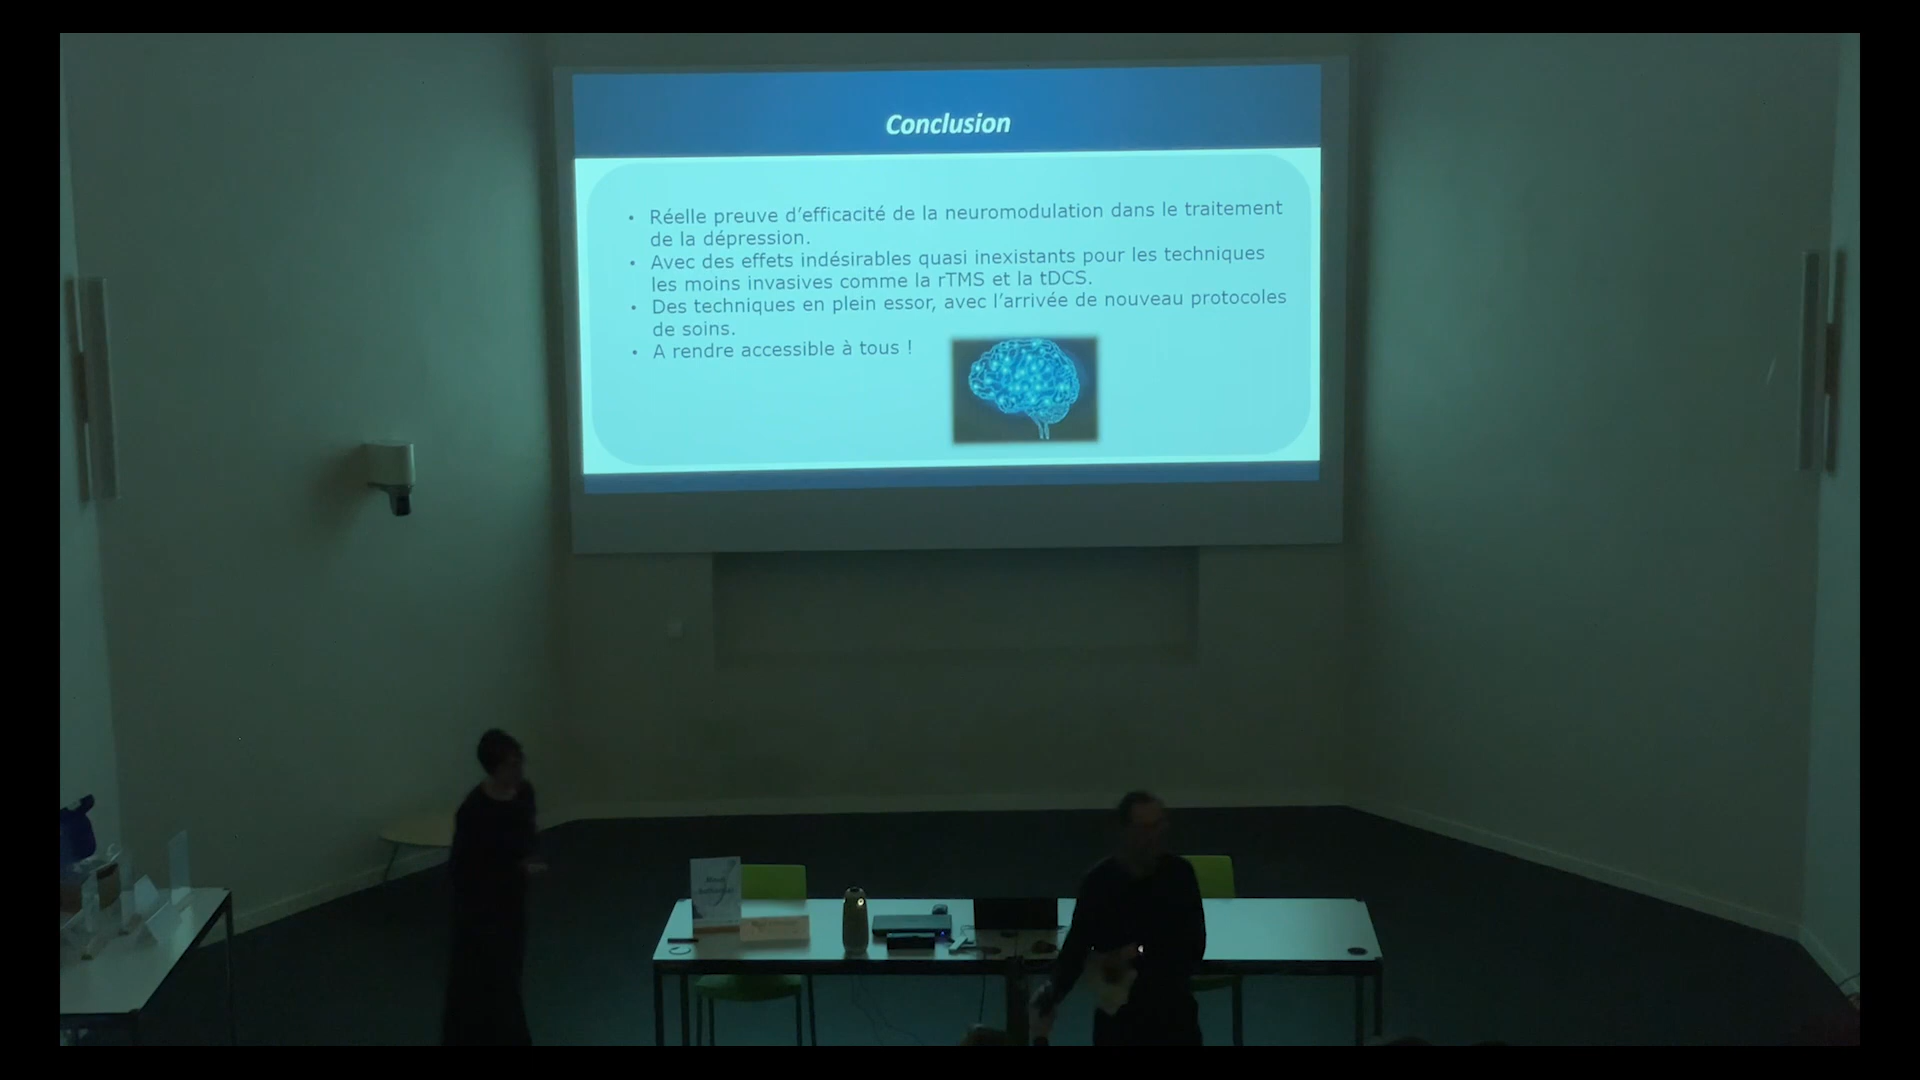 Conclusion
• Réelle preuve d'efficacité de la neuromodulation dans le traitement
de la dépression.
• Avec des effets indésirables quasi inexistants pour les techniques
les moins invasives comme la rTMS et la tDCS.
• Des techniques en plein essor, avec l'arrivée de nouveau protocoles
de soins.
• A rendre accessible à tous !